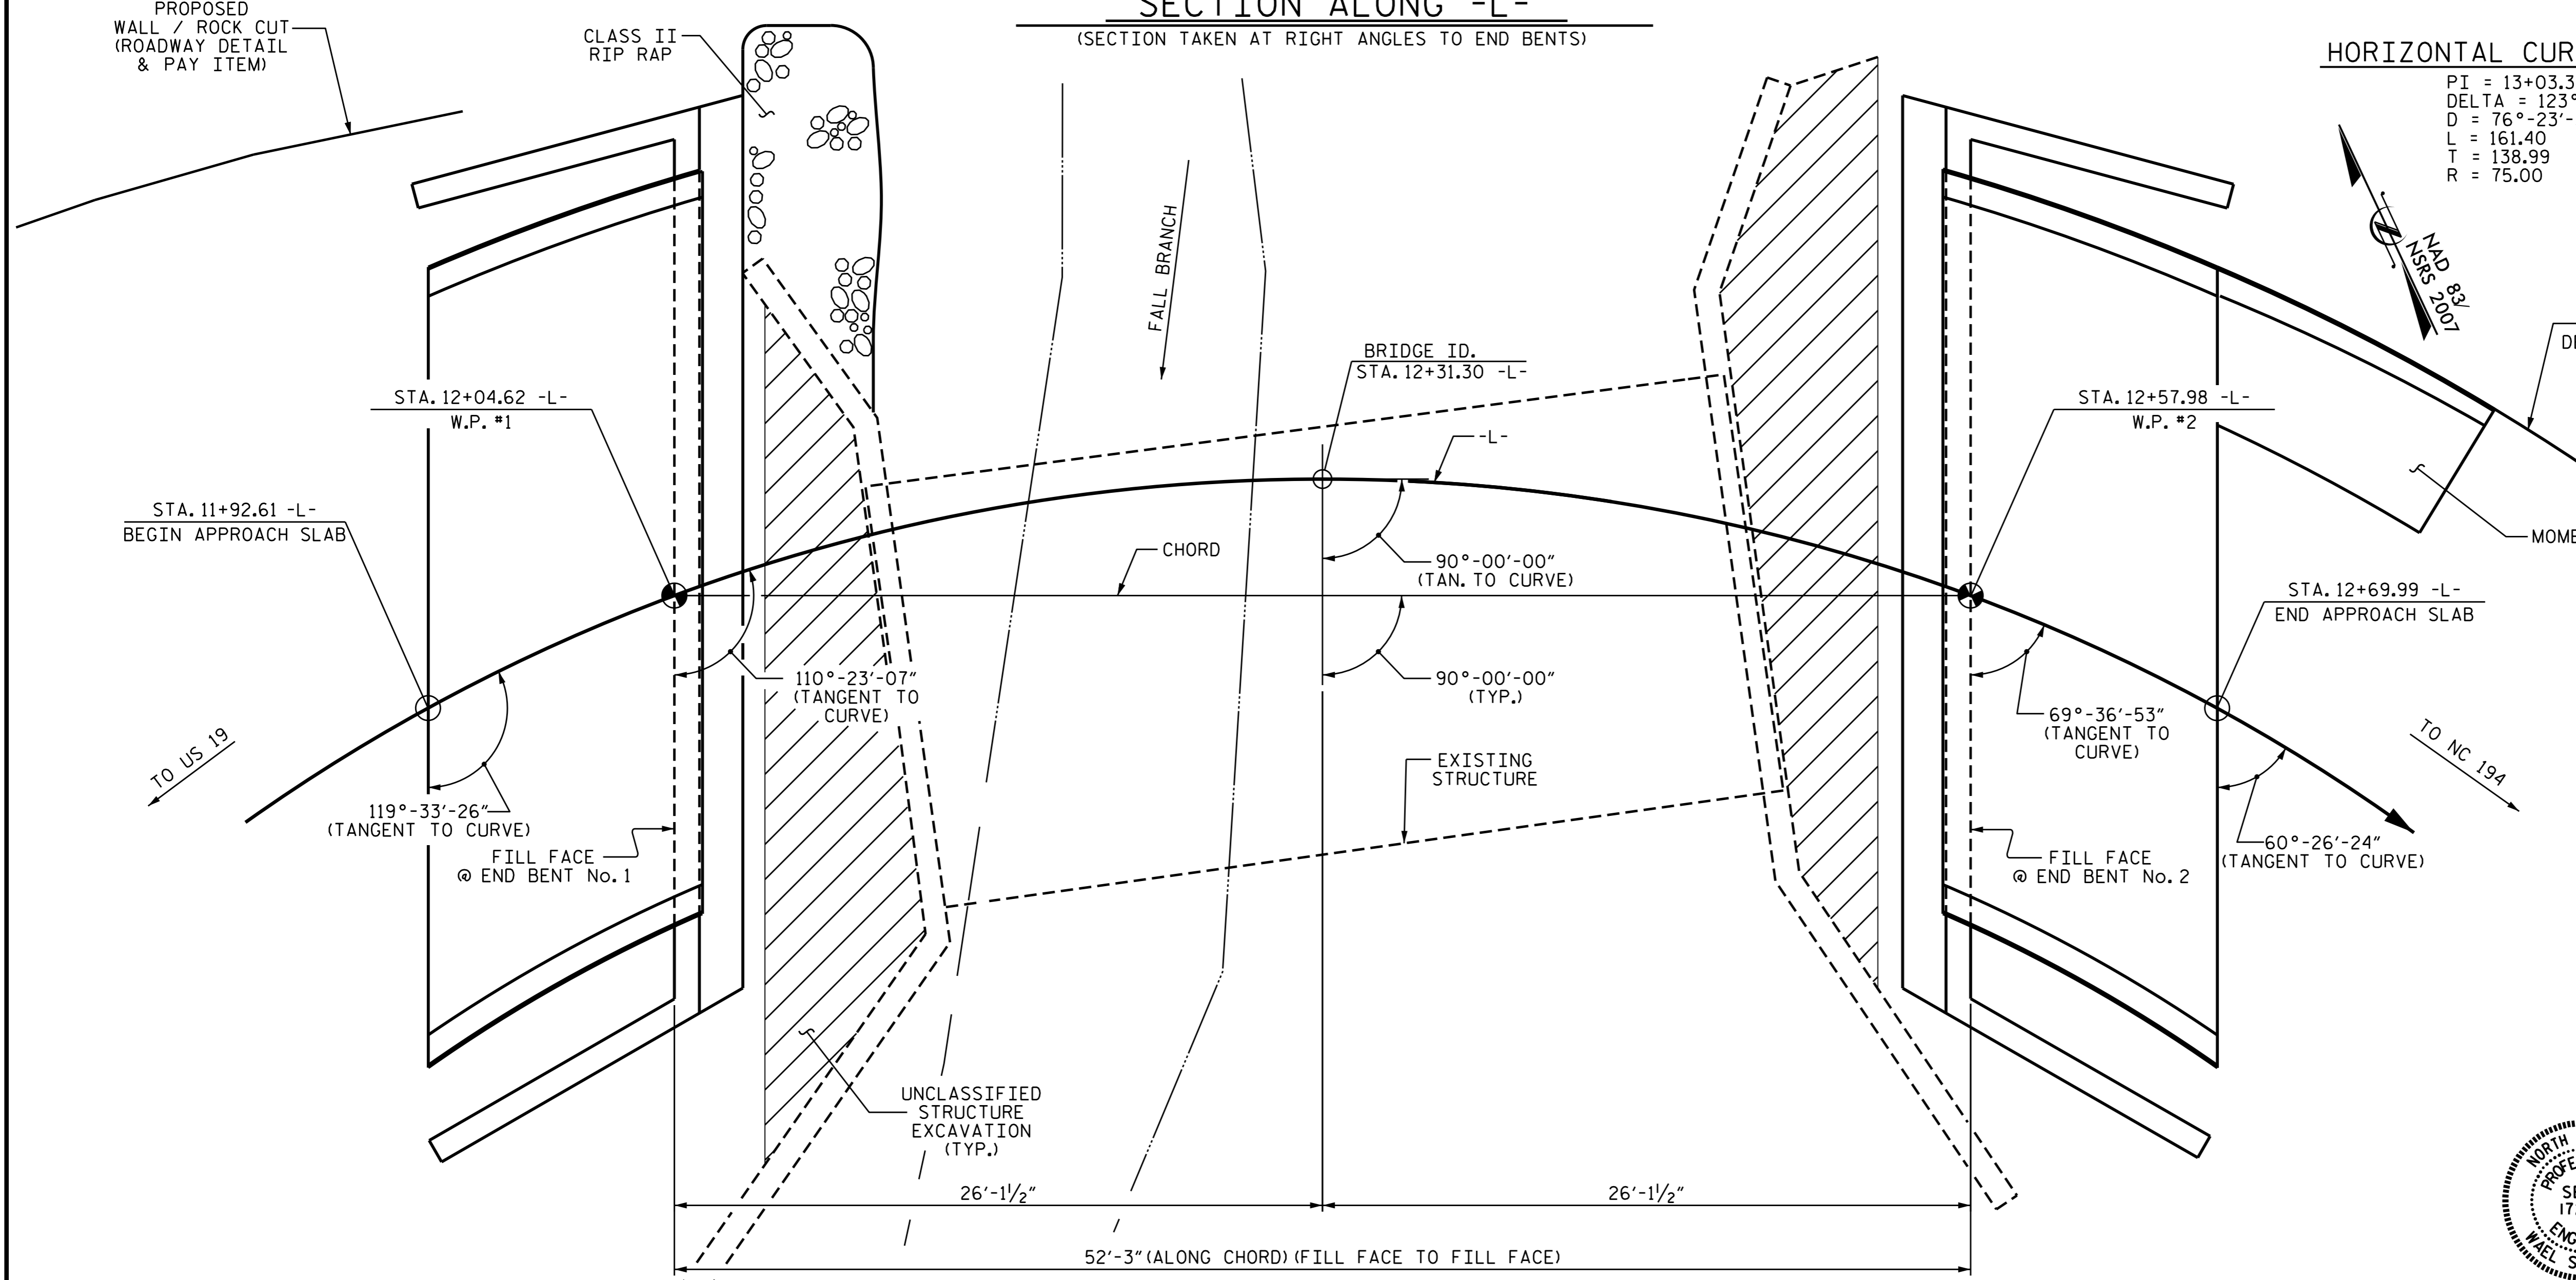 SECTION ALONG -L-
(SECTION TAKEN AT RIGHT ANGLES TO END BENTS)
PROPOSED
WALL / ROCK CUT
(ROADWAY DETAIL
& PAY ITEM)
CLASS II
RIP RAP
HORIZONTAL CUR
PI = 13+03.3
DELTA = 123°
D = 76°-23'-
L = 161.40
T = 138.99
R = 75.00
NAD 83/
NSRS 2007
FALL BRANCH
BRIDGE ID.
STA. 12+31.30 -L-
STA. 12+04.62 -L-
W.P. #1
STA. 12+57.98 -L-
W.P. #2
-L-
STA. 11+92.61 -L-
BEGIN APPROACH SLAB
CHORD
90°-00'-00"
(TAN. TO CURVE)
STA. 12+69.99 -L-
END APPROACH SLAB
110°-23'-07"
(TANGENT TO
CURVE)
90°-00'-00"
(TYP.)
69°-36'-53"
(TANGENT TO
CURVE)
TO US 19
TO NC 194
EXISTING
STRUCTURE
119°-33'-26"
(TANGENT TO CURVE)
60°-26'-24"
(TANGENT TO CURVE)
FILL FACE
@ END BENT No. 1
FILL FACE
@ END BENT No. 2
UNCLASSIFIED
STRUCTURE
EXCAVATION
(TYP.)
26'-1½"
26'-1½"
52'-3" (ALONG CHORD) (FILL FACE TO FILL FACE)
NORTH